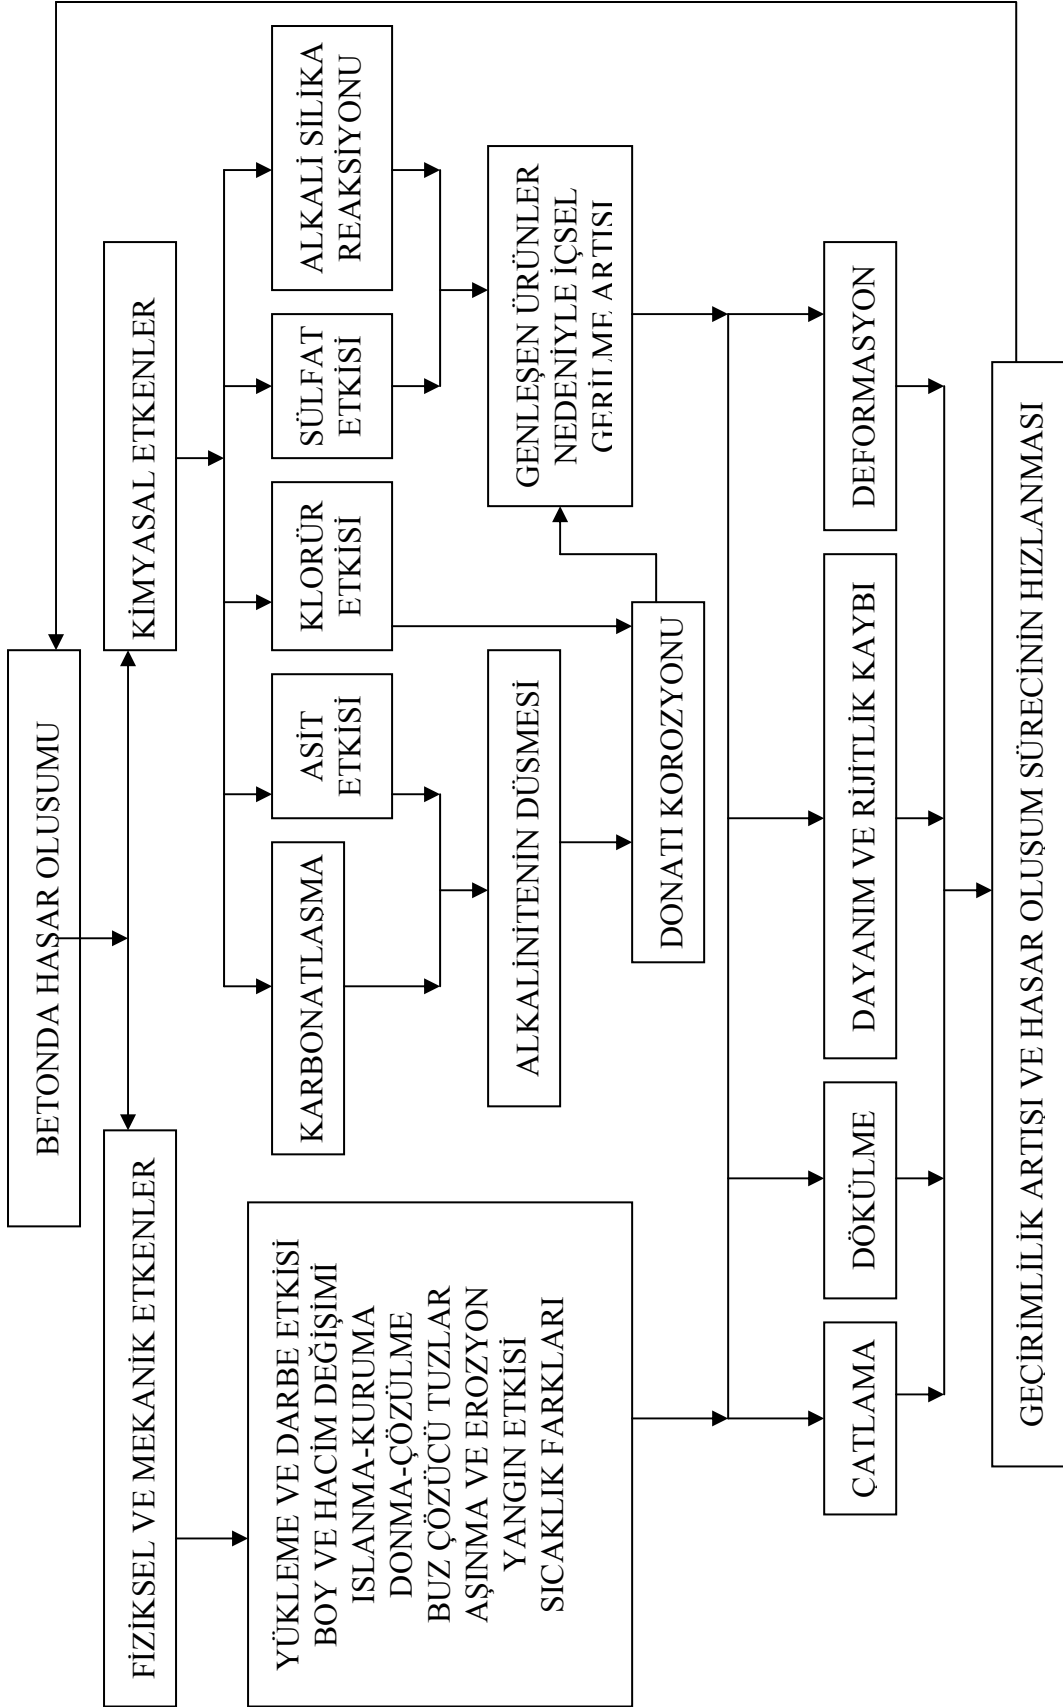 BETONDA HASAR OLUŞUMU
FİZİKSEL VE MEKANİK ETKENLER
KİMYASAL ETKENLER
YÜKLEME VE DARBE ETKİSİ
BOY VE HACİM DEĞİŞİMİ
ISLANMA-KURUMA
DONMA-ÇÖZÜLME
BUZ ÇÖZÜCÜ TUZLAR
AŞINMA VE EROZYON
YANGIN ETKİSİ
SICAKLIK FARKLARI
KARBONATLAŞMA
ASİT
ETKİSİ
KLORÜR
ETKİSİ
SÜLFAT
ETKİSİ
ALKALİ SİLİKA
REAKSİYONU
ALKALİNİTENİN DÜŞMESİ
GENLEŞEN ÜRÜNLER
NEDENİYLE İÇSEL
GERİLME ARTIŞI
DONATI KOROZYONU
ÇATLAMA
DÖKÜLME
DAYANIM VE RİJİTLİK KAYBI
DEFORMASYON
GEÇİRİMLİLİK ARTIŞI VE HASAR OLUŞUM SÜRECİNİN HIZLANMASI